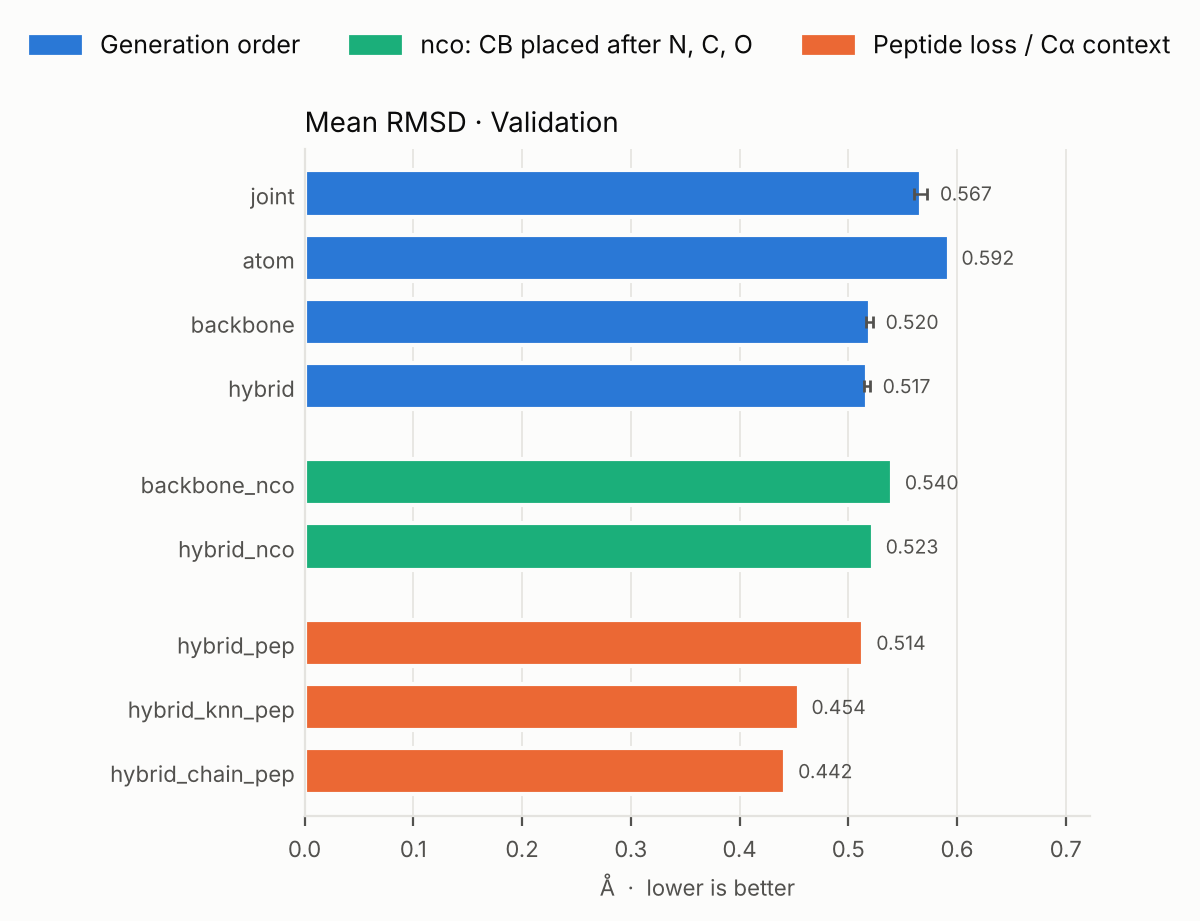 Generation order
nco: CB placed after N, C, O
Peptide loss / Cα context
Mean RMSD · Validation
joint 0.567
atom 0.592
backbone 0.520
hybrid 0.517
backbone_nco 0.540
hybrid_nco 0.523
hybrid_pep 0.514
hybrid_knn_pep 0.454
hybrid_chain_pep 0.442
0.0 0.1 0.2 0.3 0.4 0.5 0.6 0.7
Å · lower is better